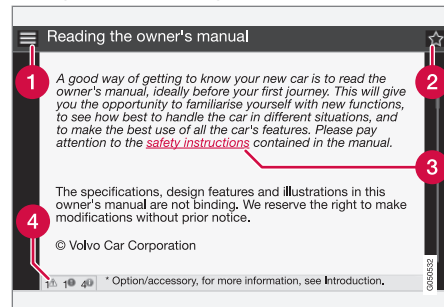 Reading the owner's manual
1
2
A good way of getting to know your new car is to read the
owner's manual, ideally before your first journey. This will give
you the opportunity to familiarise yourself with new functions,
to see how best to handle the car in different situations, and
to make the best use of all the car's features. Please pay
attention to the safety instructions contained in the manual.
3
The specifications, design features and illustrations in this
owner's manual are not binding. We reserve the right to make
modifications without prior notice.
4
© Volvo Car Corporation
1 1 4 * Option/accessory, for more information, see Introduction.
G050532